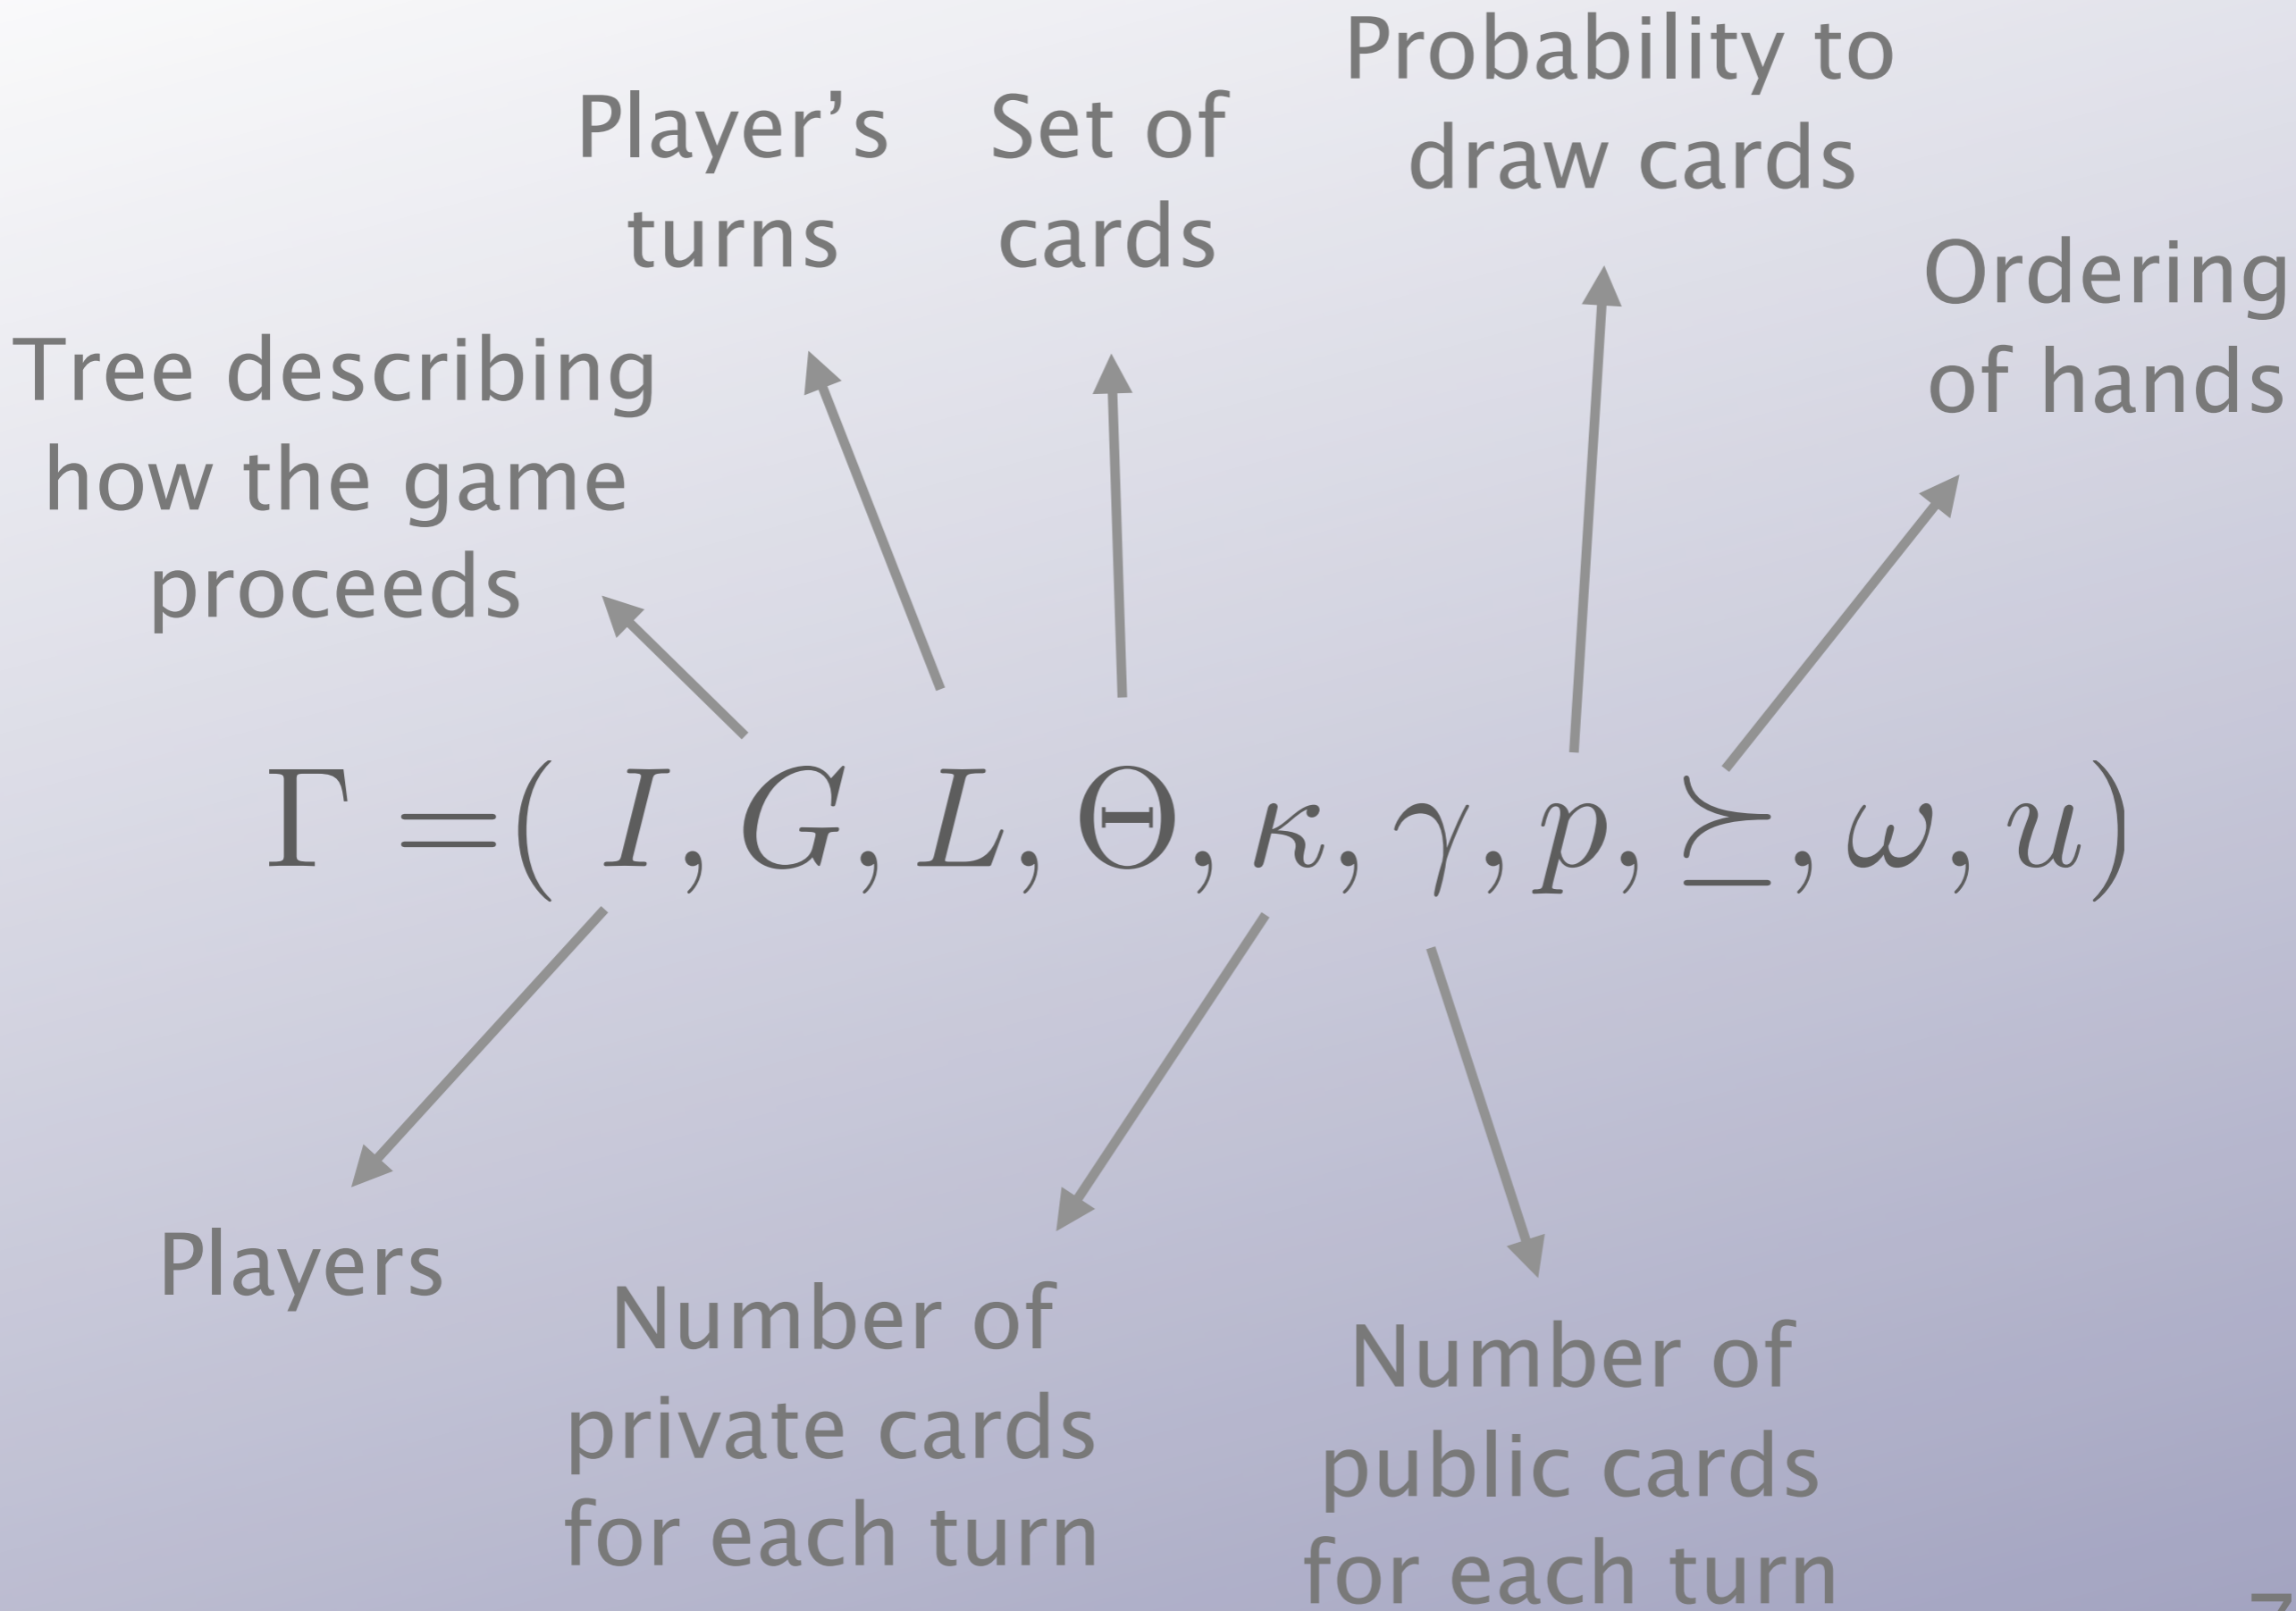 Probability to
draw cards
Player’s
turns
Set of
cards
Ordering
of hands
Tree describing
how the game
proceeds
Γ =( I, G, L, Θ, κ, γ, p, ⪰, ω, u)
Players
Number of
private cards
for each turn
Number of
public cards
for each turn